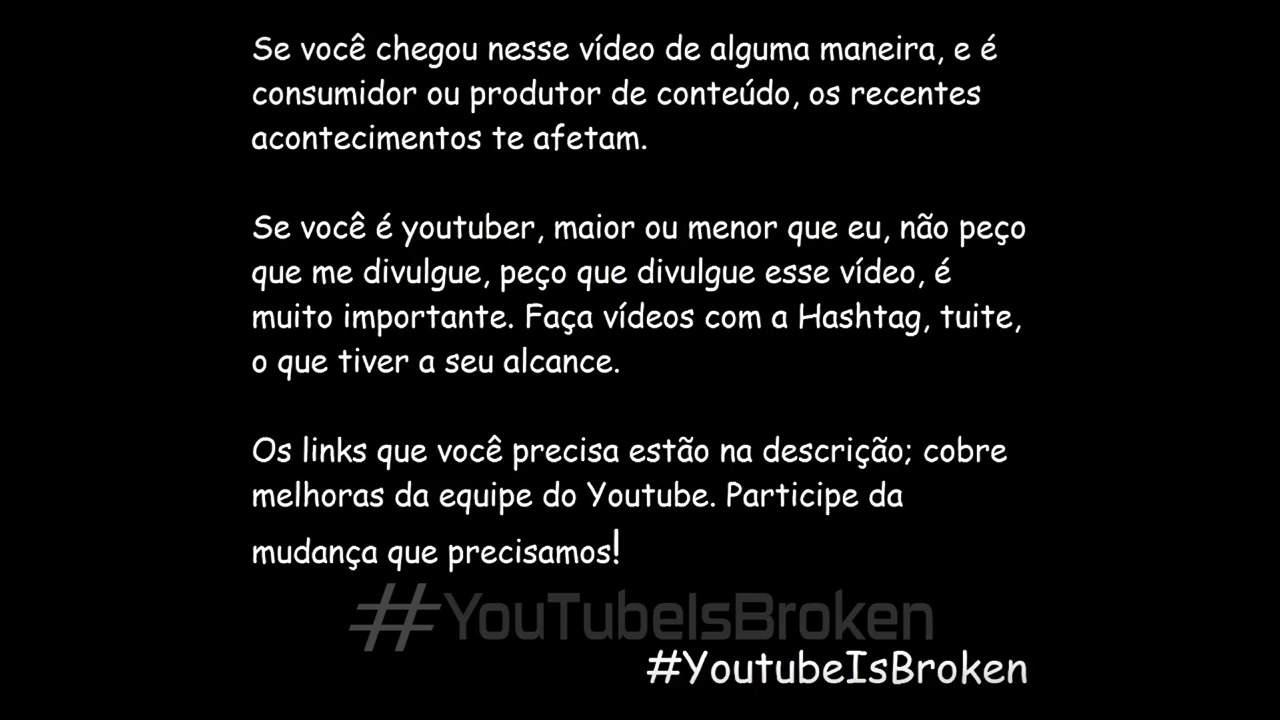 Se você chegou nesse vídeo de alguma maneira, e é
consumidor ou produtor de conteúdo, os recentes
acontecimentos te afetam.
Se você é youtuber, maior ou menor que eu, não peço
que me divulgue, peço que divulgue esse vídeo, é
muito importante. Faça vídeos com a Hashtag, tuite,
o que tiver a seu alcance.
Os links que você precisa estão na descrição; cobre
melhoras da equipe do Youtube. Participe da
mudança que precisamos!
#YouTubeIsBroken
#YoutubeIsBroken